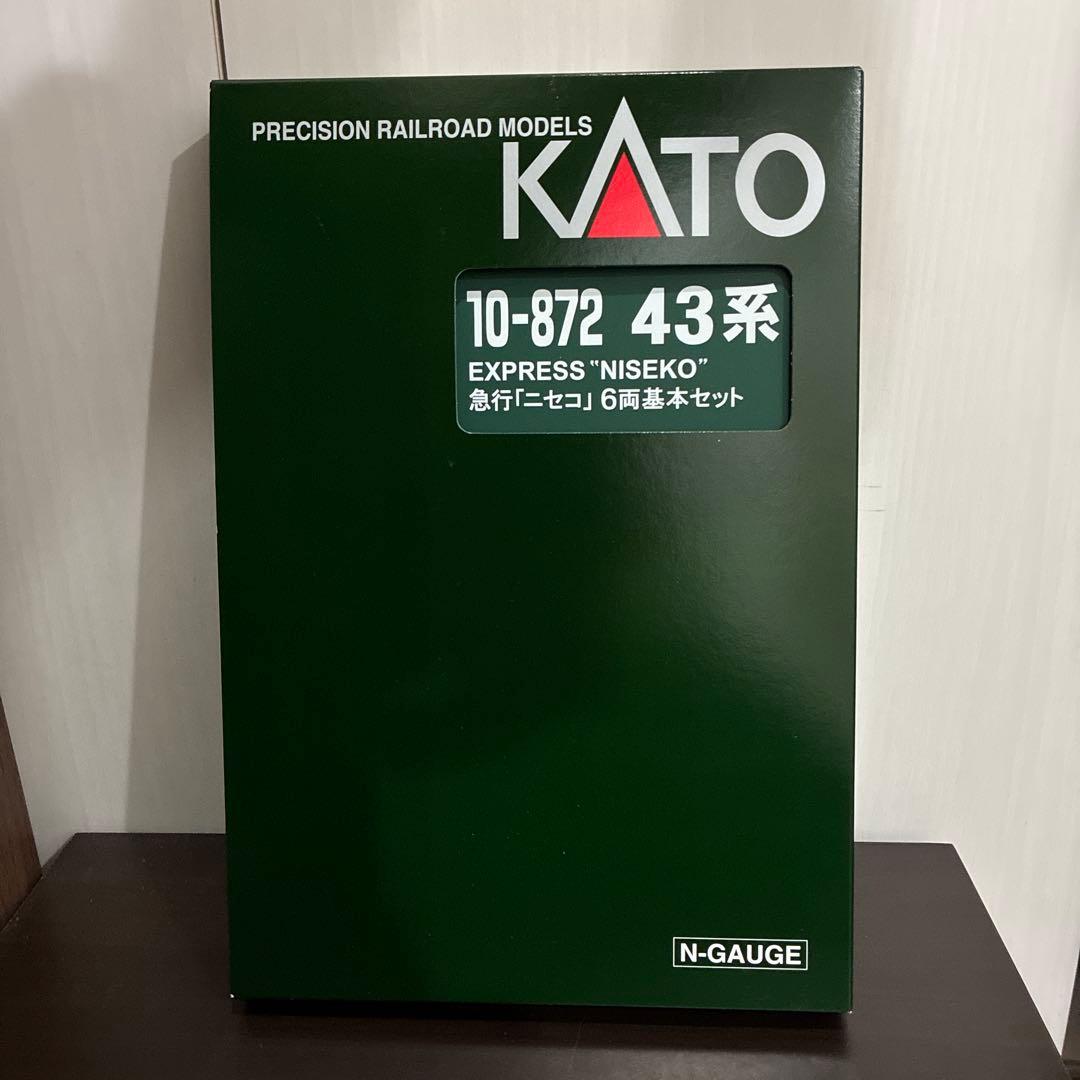 PRECISION RAILROAD MODELS
KATO
10-872 43系
EXPRESS “NISEKO”
急行「ニセコ」 6両基本セット
N-GAUGE